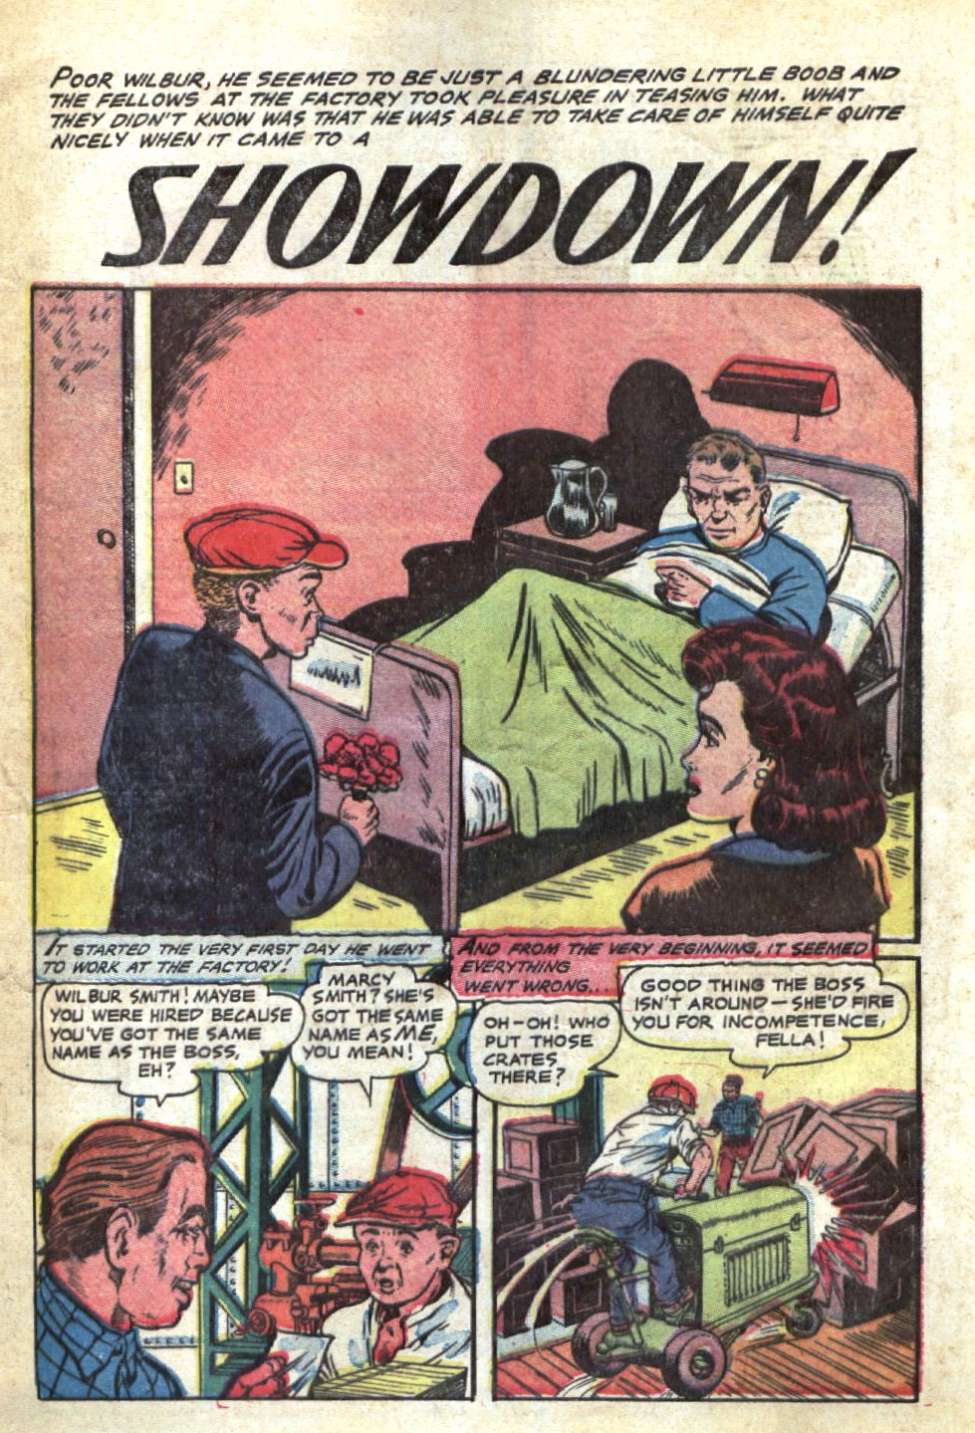 POOR WILBUR, HE SEEMED TO BE JUST A BLUNDERING LITTLE BOOB AND
THE FELLOWS AT THE FACTORY TOOK PLEASURE IN TEASING HIM. WHAT
THEY DIDN'T KNOW WAS THAT HE WAS ABLE TO TAKE CARE OF HIMSELF QUITE
NICELY WHEN IT CAME TO A
SHOWDOWN!
IT STARTED THE VERY FIRST DAY HE WENT
TO WORK AT THE FACTORY!
WILBUR SMITH! MAYBE
YOU WERE HIRED BECAUSE
YOU'VE GOT THE SAME
NAME AS THE BOSS,
EH?
MARCY
SMITH? SHE'S
GOT THE SAME
NAME AS ME,
YOU MEAN!
AND FROM THE VERY BEGINNING, IT SEEMED
EVERYTHING
WENT WRONG...
OH-OH! WHO
PUT THOSE
CRATES
THERE?
GOOD THING THE BOSS
ISN'T AROUND—SHE'D FIRE
YOU FOR INCOMPETENCE,
FELLA!